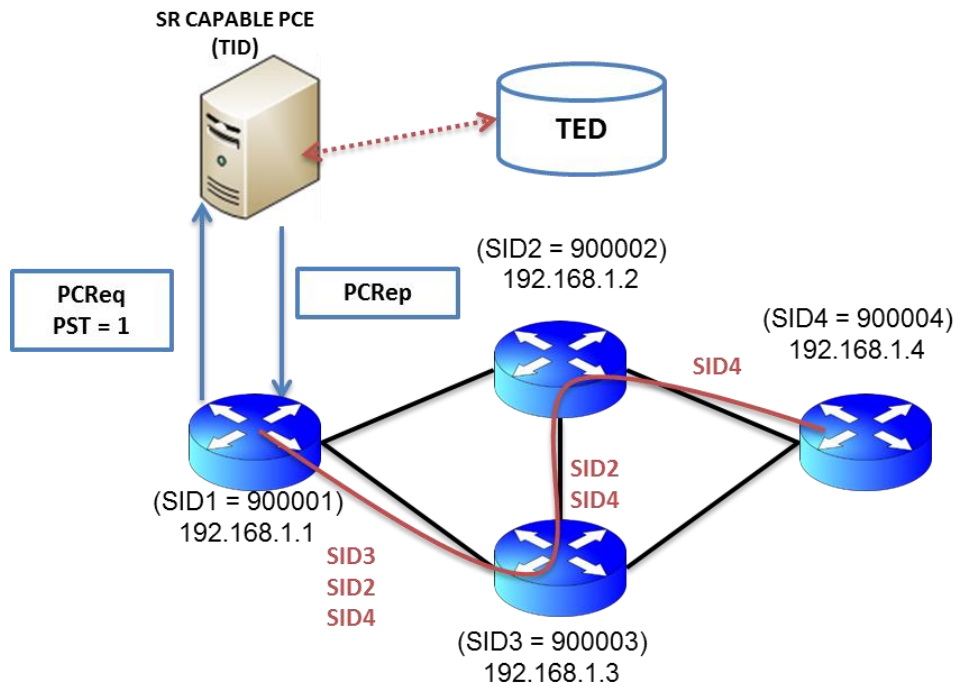 SR CAPABLE PCE
(TID)
TED
PCReq
PST = 1
PCRep
(SID2 = 900002)
192.168.1.2
(SID4 = 900004)
192.168.1.4
SID4
SID2
SID4
(SID1 = 900001)
192.168.1.1
SID3
SID2
SID4
(SID3 = 900003)
192.168.1.3